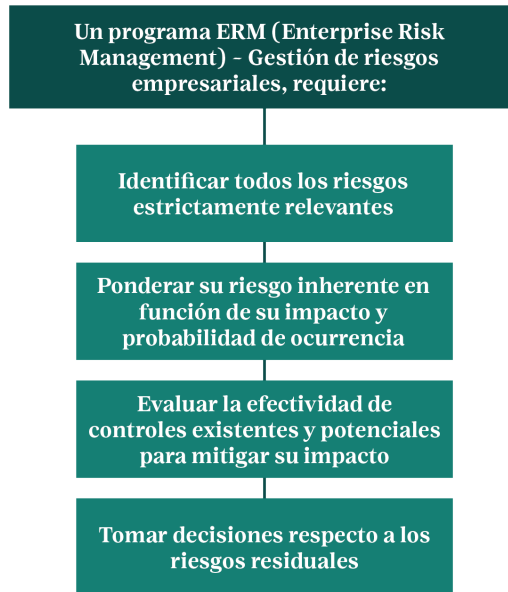 Un programa ERM (Enterprise Risk
Management) - Gestión de riesgos
empresariales, requiere:
Identificar todos los riesgos
estrictamente relevantes
Ponderar su riesgo inherente en
función de su impacto y
probabilidad de ocurrencia
Evaluar la efectividad de
controles existentes y potenciales
para mitigar su impacto
Tomar decisiones respecto a los
riesgos residuales